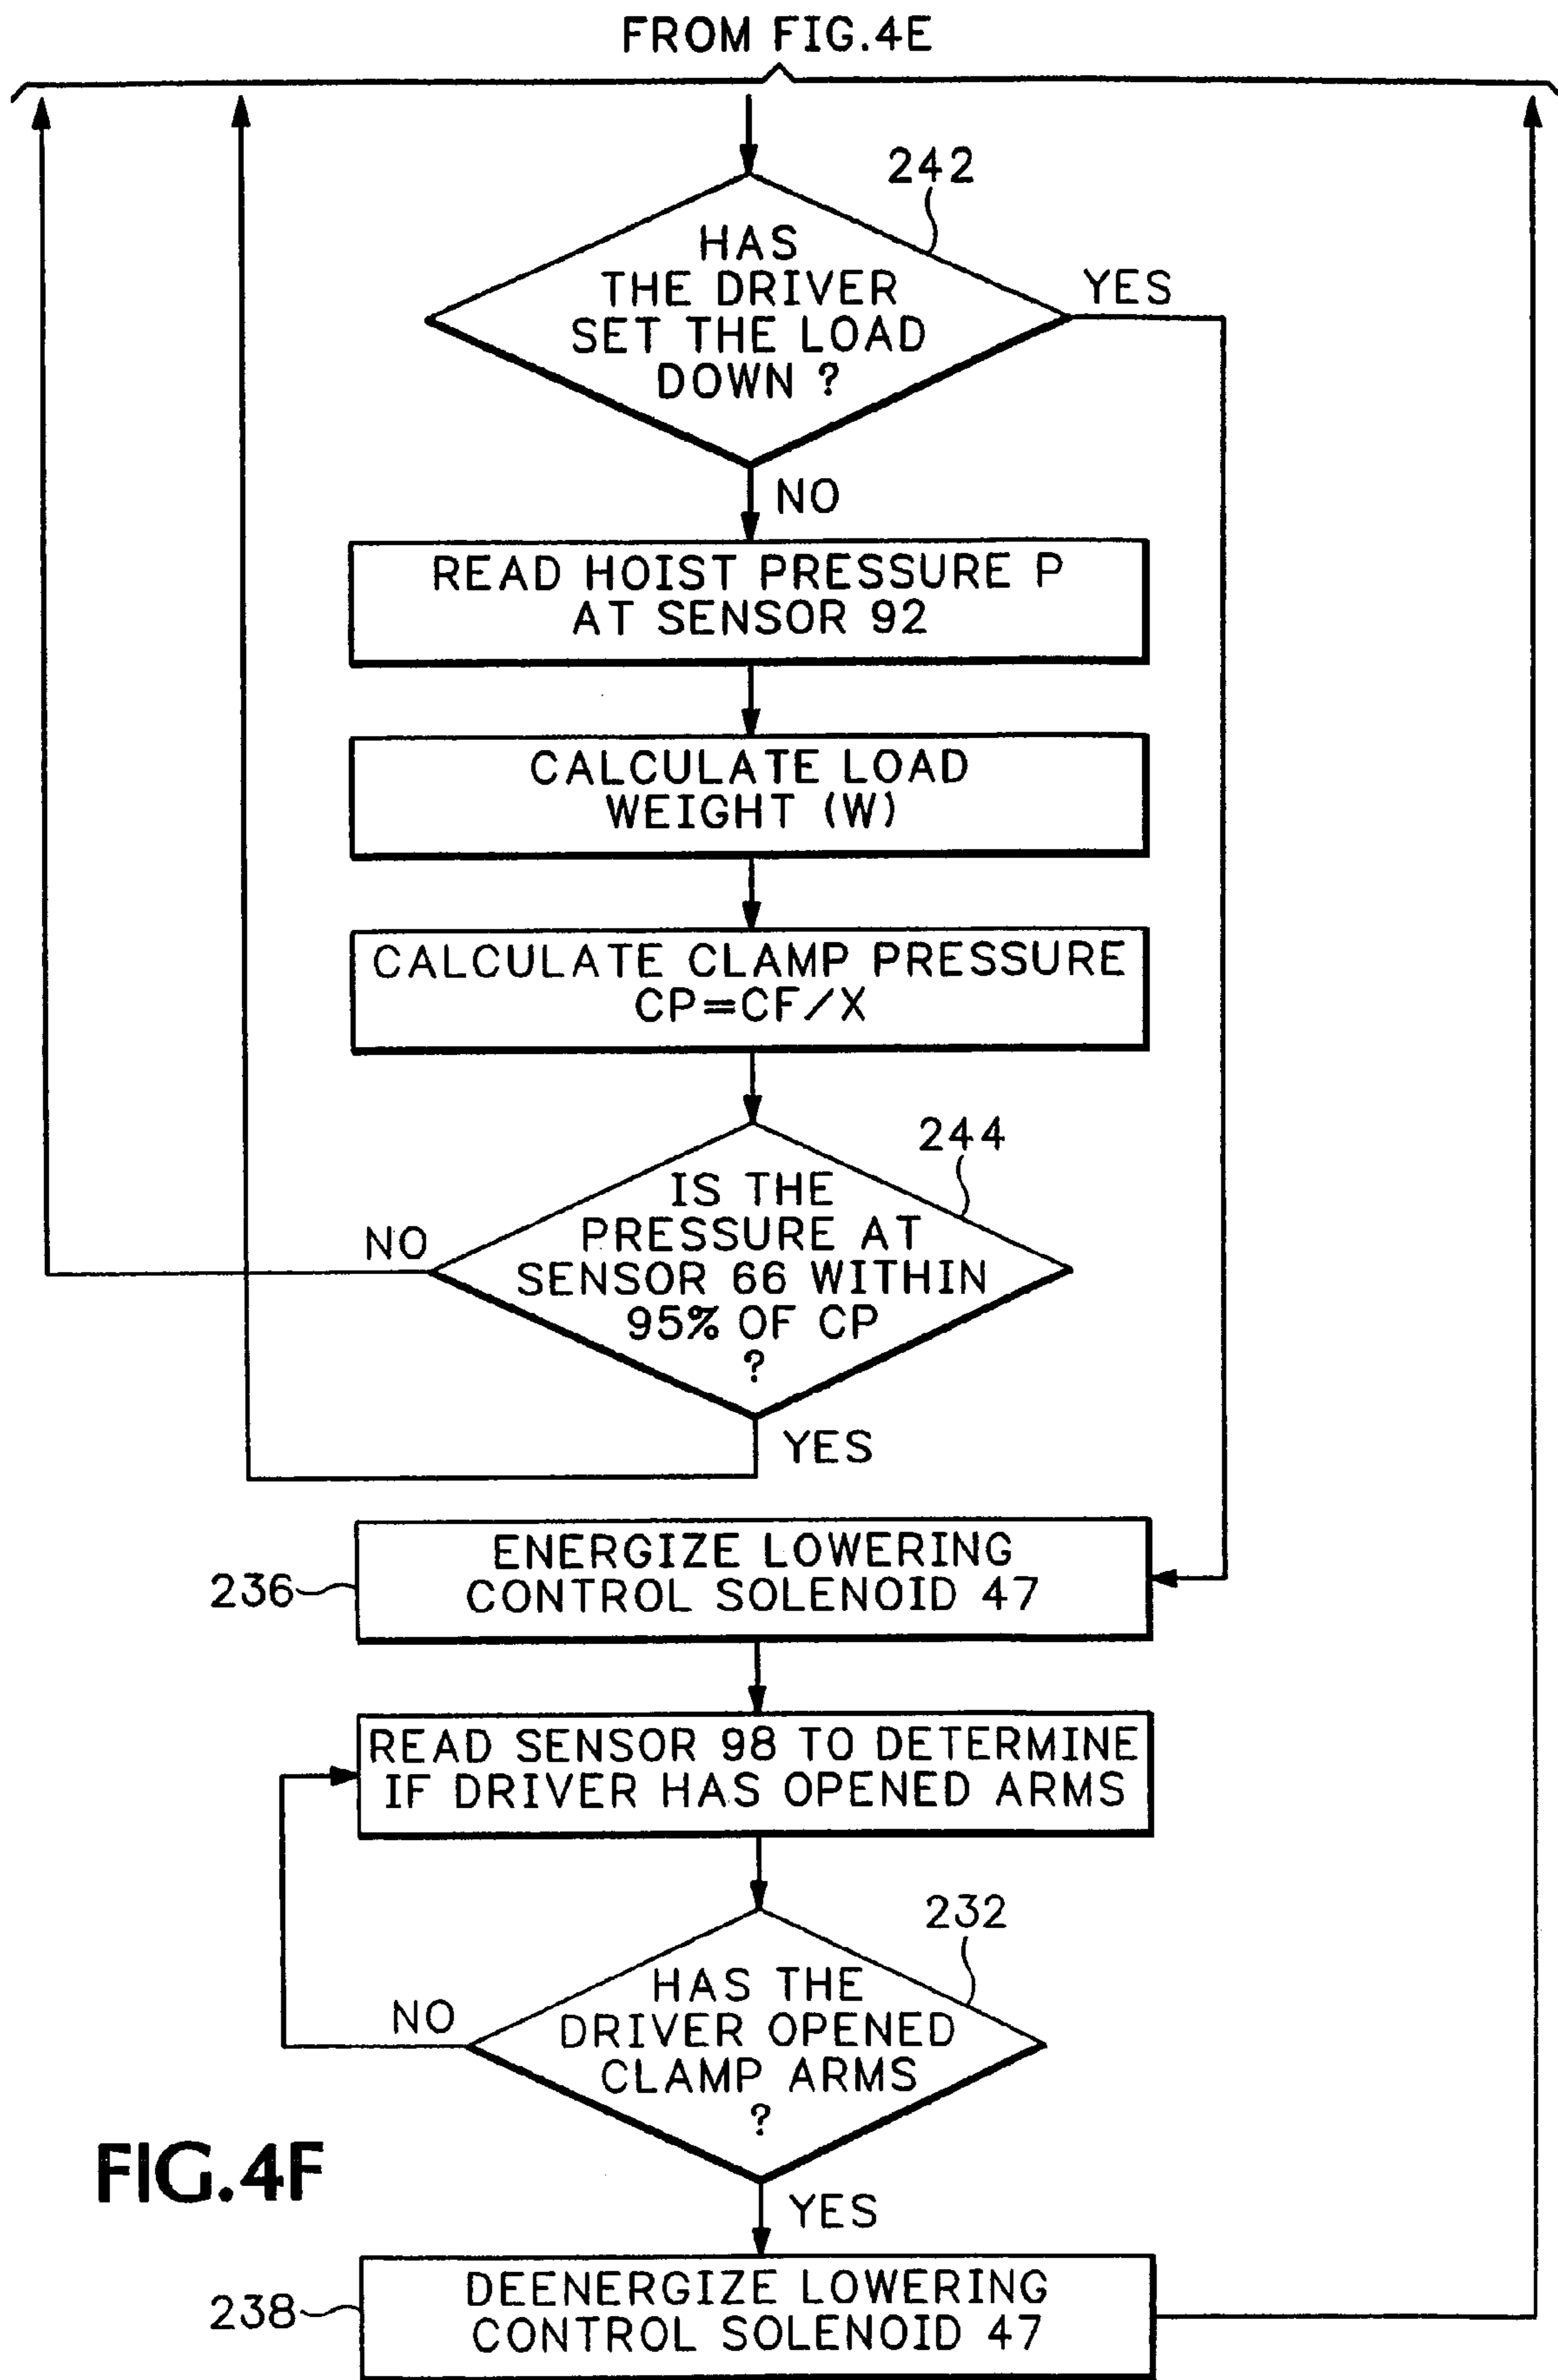 FROM FIG.4E
242
HAS
THE DRIVER
SET THE LOAD
DOWN ?
YES
NO
READ HOIST PRESSURE P
AT SENSOR 92
CALCULATE LOAD
WEIGHT (W)
CALCULATE CLAMP PRESSURE
CP=CF/X
244
IS THE
PRESSURE AT
SENSOR 66 WITHIN
95% OF CP
?
NO
YES
ENERGIZE LOWERING
CONTROL SOLENOID 47
236
READ SENSOR 98 TO DETERMINE
IF DRIVER HAS OPENED ARMS
232
HAS THE
DRIVER OPENED
CLAMP ARMS
?
NO
YES
FIG.4F
DEENERGIZE LOWERING
CONTROL SOLENOID 47
238